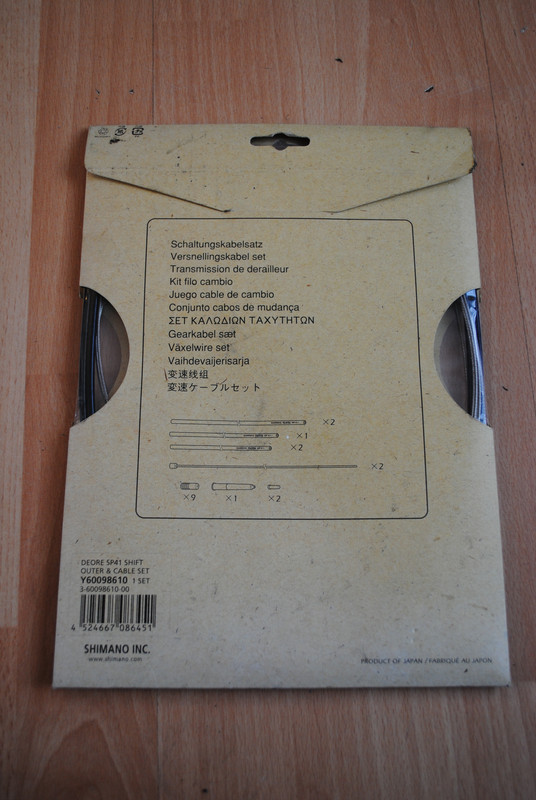 Schaltungskabelsatz
Versnellingskabel set
Transmission de derailleur
Kit filo cambio
Juego cable de cambio
Conjunto cabos de mudança
ΣΕΤ ΚΑΛΩΔΙΩΝ ΤΑΧΥΤΗΤΩΝ
Gearkabel sæt
Växelwire set
Vaihdevaijerisarja
变速线组
変速ケーブルセット
×2
×1
×2
×2
×9 ×1 ×2
DEORE SP41 SHIFT
OUTER & CABLE SET
Y60098610 1 SET
3-60098610-00
4 524667 086451
SHIMANO INC.
www.shimano.com
PRODUCT OF JAPAN / FABRIQUÉ AU JAPON